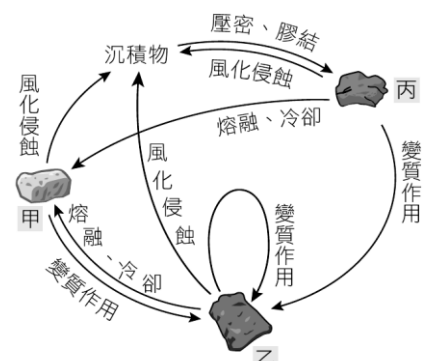 壓密、膠結
沉積物
風化侵蝕
丙
熔融、冷卻
風化侵蝕
風化侵蝕
變質作用
變質作用
甲
熔融、冷卻
變質作用
乙